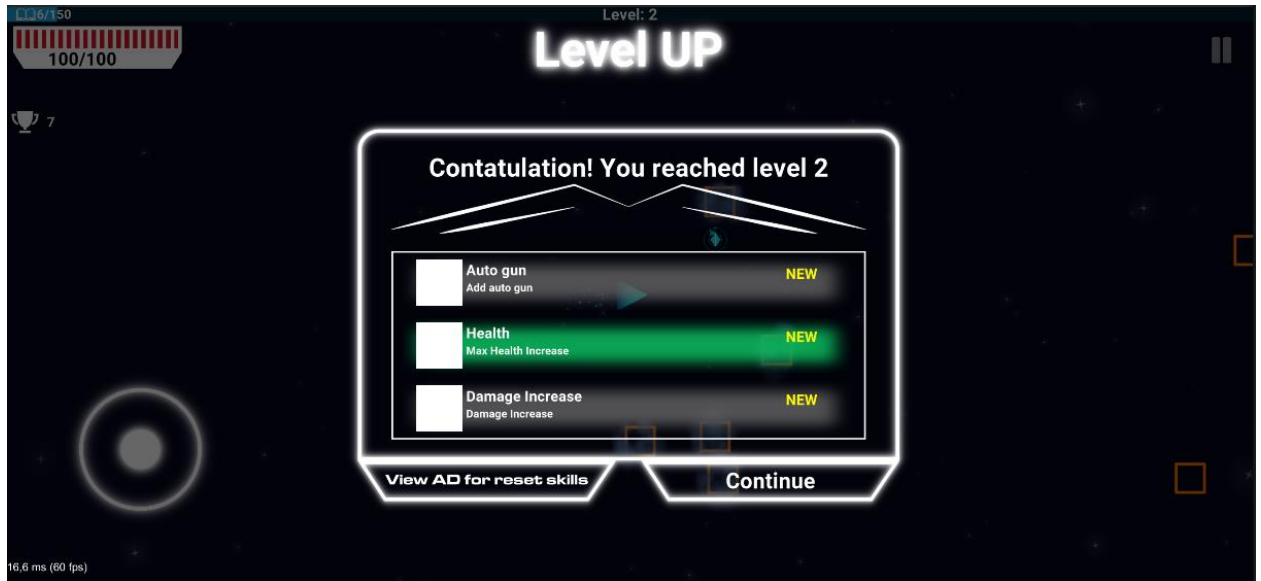 6/150
Level: 2
Level UP
100/100
7
Contatulation! You reached level 2
Auto gun
NEW
Add auto gun
Health
NEW
Max Health Increase
Damage Increase
NEW
Damage Increase
View AD for reset skills
Continue
16,6 ms (60 fps)